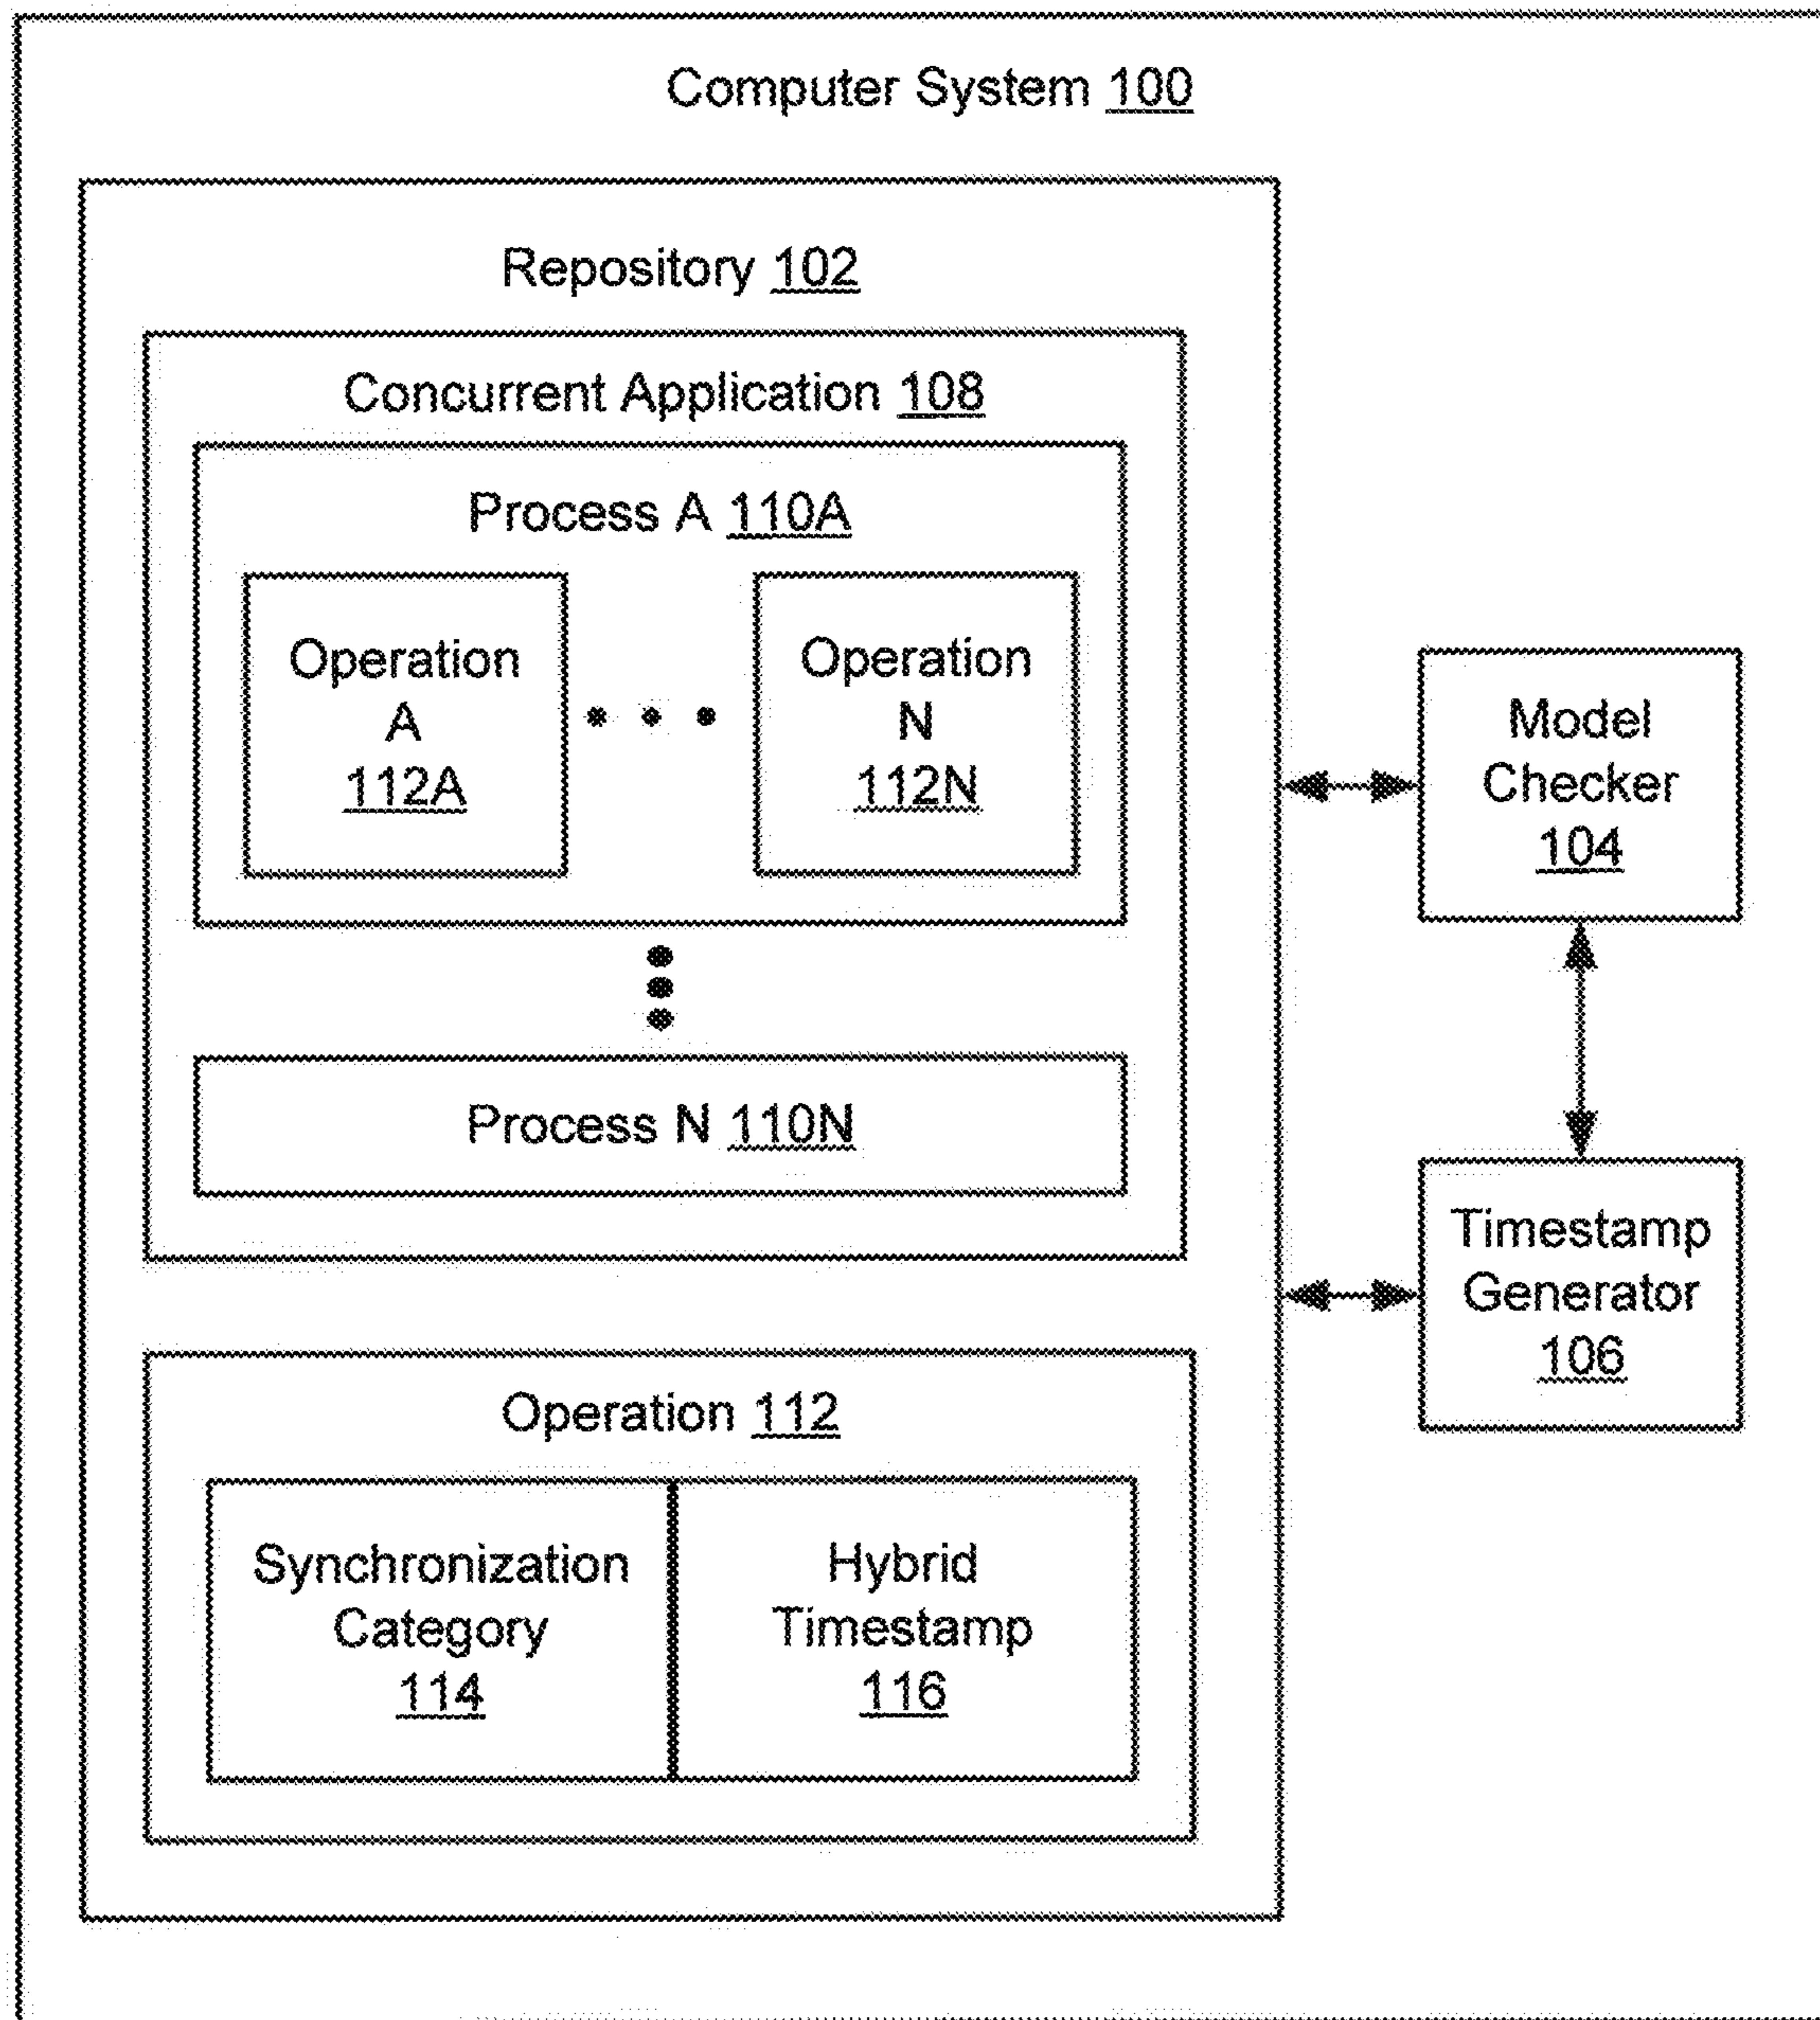 Computer System 100
Repository 102
Concurrent Application 108
Process A 110A
Operation
A
112A
Operation
N
112N
Process N 110N
Model
Checker
104
Timestamp
Generator
106
Operation 112
Synchronization
Category
114
Hybrid
Timestamp
116